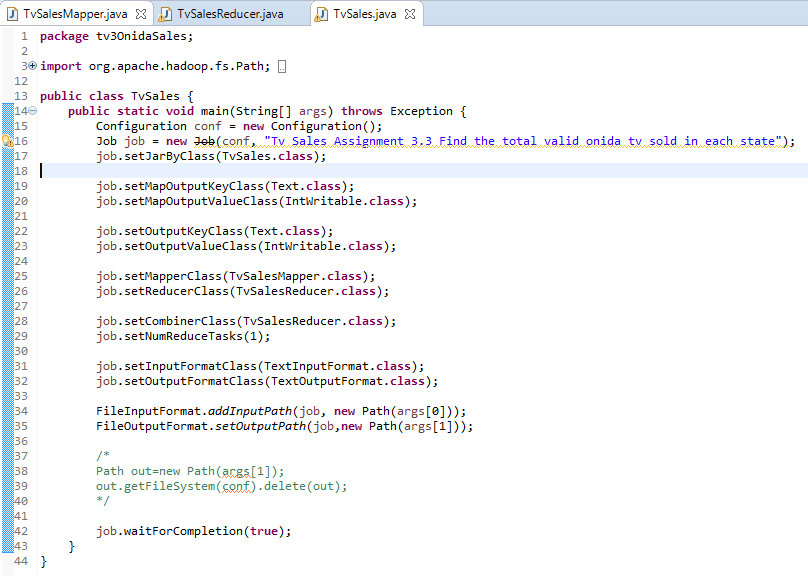 TvSalesMapper.java TvSalesReducer.java TvSales.java
1 package tv3OnidaSales;
2
3 import org.apache.hadoop.fs.Path;
12
13 public class TvSales {
14 public static void main(String[] args) throws Exception {
15 Configuration conf = new Configuration();
16 Job job = new Job(conf, "Tv Sales Assignment 3.3 Find the total valid onida tv sold in each state");
17 job.setJarByClass(TvSales.class);
18
19 job.setMapOutputKeyClass(Text.class);
20 job.setMapOutputValueClass(IntWritable.class);
21
22 job.setOutputKeyClass(Text.class);
23 job.setOutputValueClass(IntWritable.class);
24
25 job.setMapperClass(TvSalesMapper.class);
26 job.setReducerClass(TvSalesReducer.class);
27
28 job.setCombinerClass(TvSalesReducer.class);
29 job.setNumReduceTasks(1);
30
31 job.setInputFormatClass(TextInputFormat.class);
32 job.setOutputFormatClass(TextOutputFormat.class);
33
34 FileInputFormat.addInputPath(job, new Path(args[0]));
35 FileOutputFormat.setOutputPath(job,new Path(args[1]));
36
37 /*
38 Path out=new Path(args[1]);
39 out.getFileSystem(conf).delete(out);
40 */
41
42 job.waitForCompletion(true);
43 }
44 }